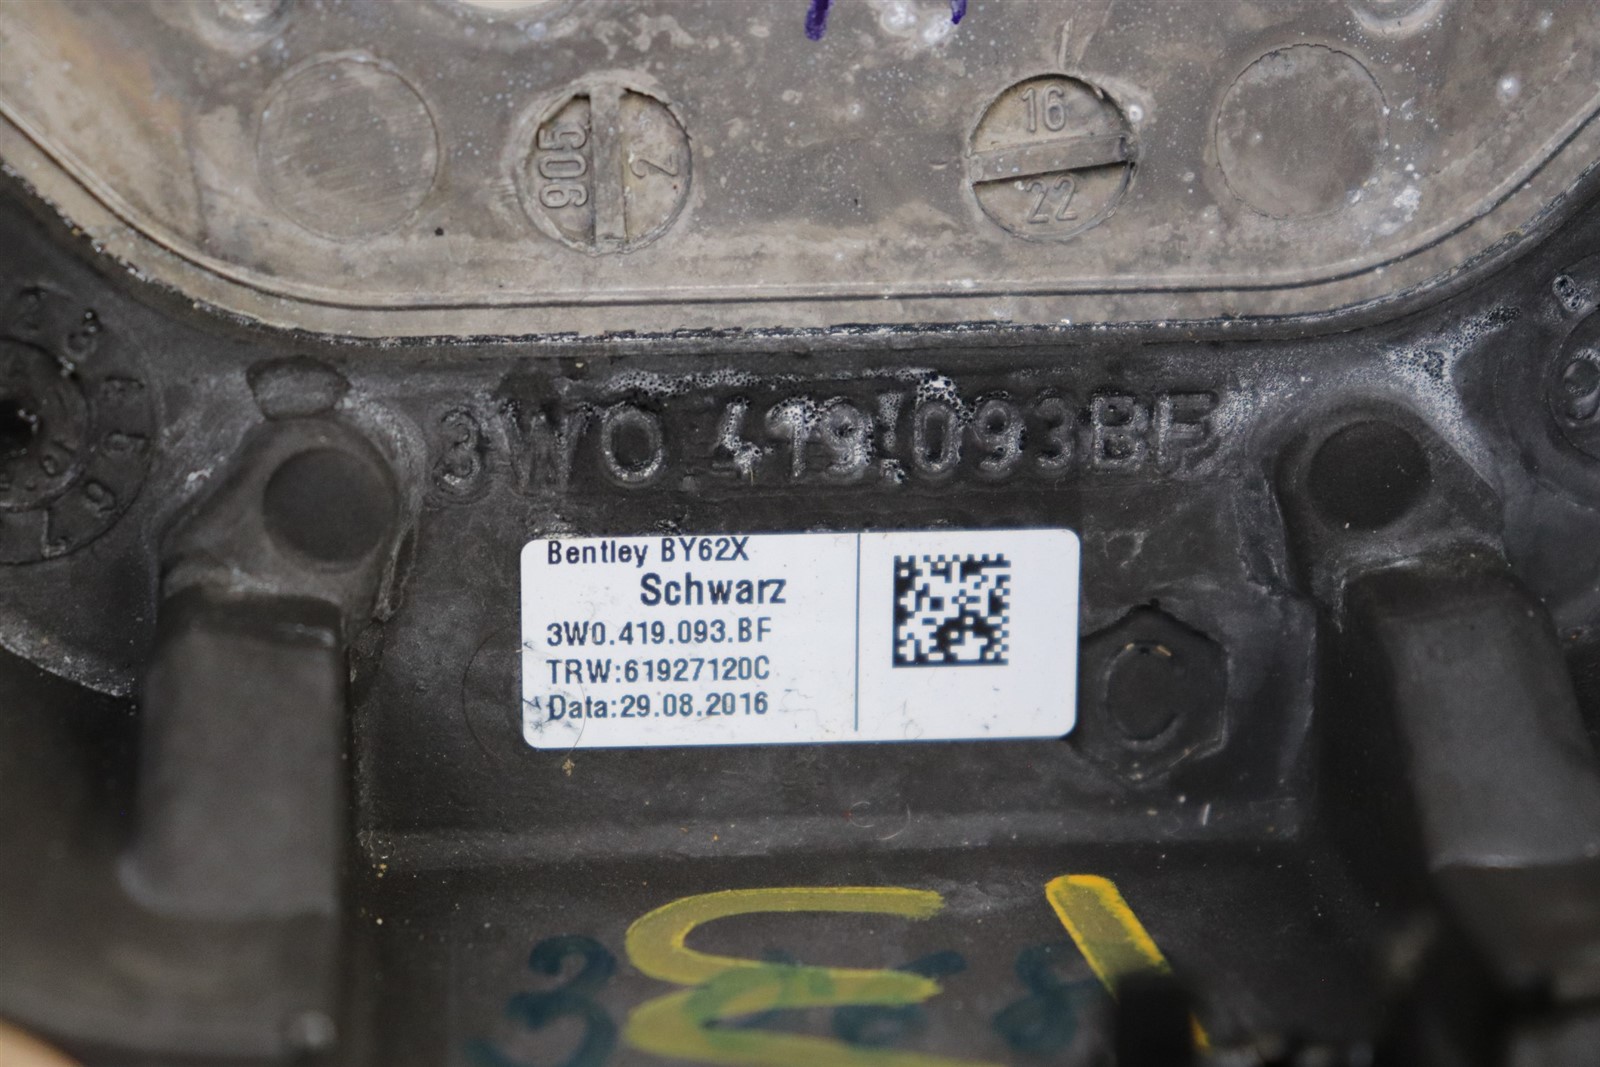 905 2
16
22
3W0.419.093BF
Bentley BY62X
Schwarz
3W0.419.093.BF
TRW:61927120C
Data:29.08.2016